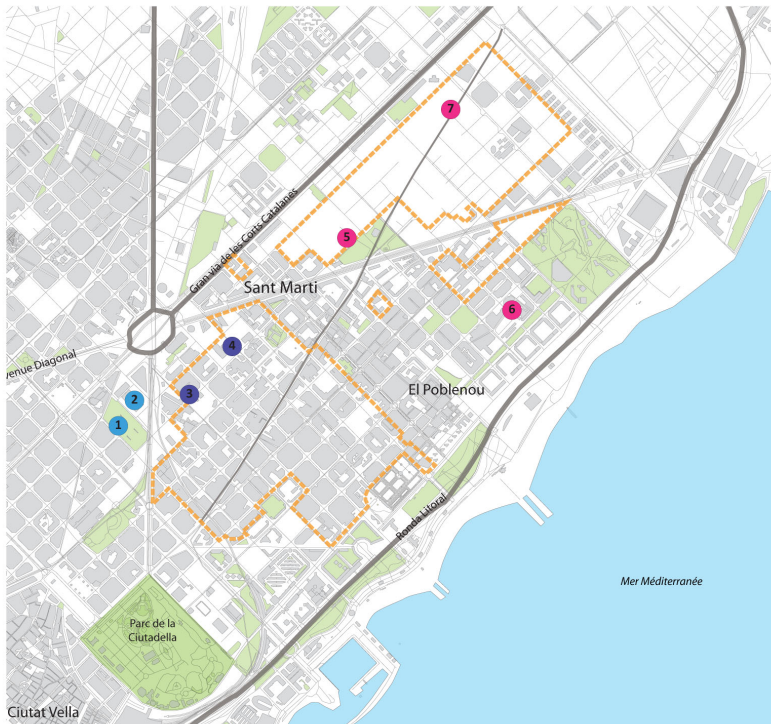 7
Gran Via de les Corts Catalanes
5
Sant Marti
6
4
venue Diagonal
El Poblenou
3
2
1
Ronda Litoral
Mer Méditerranée
Parc de la
Ciutadella
Ciutat Vella